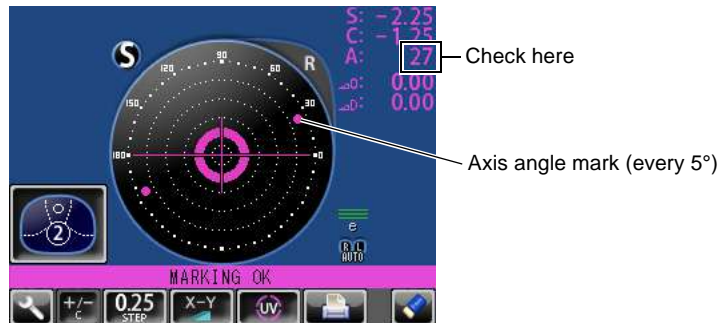 S: -2.25
C: -1.25
A: 27
⊿O: 0.00
⊿D: 0.00
Check here
Axis angle mark (every 5°)
S
R
90
120
60
150
30
180
0
2
e
R L
AUTO
MARKING OK
+/-
C
0.25
STEP
X-Y
UV